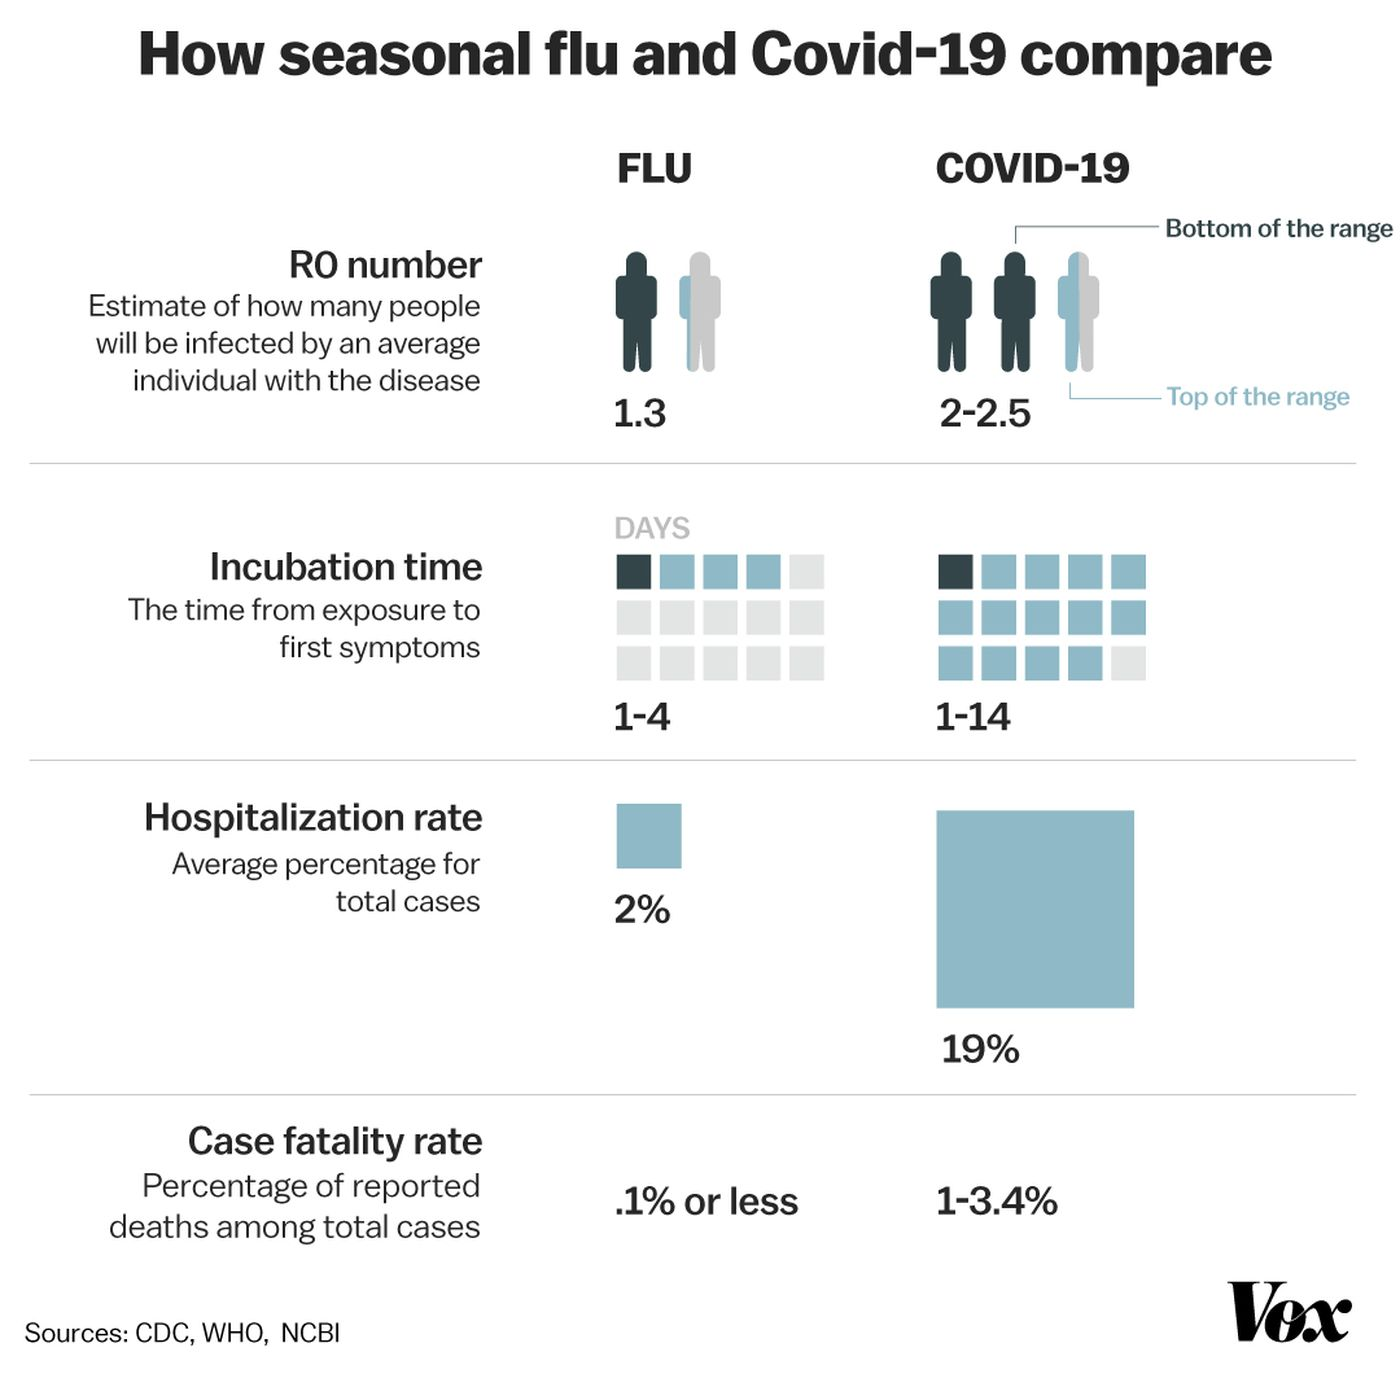 How seasonal flu and Covid-19 compare
FLU
COVID-19
Bottom of the range
R0 number
Estimate of how many people
will be infected by an average
individual with the disease
1.3
2-2.5
Top of the range
DAYS
Incubation time
The time from exposure to
first symptoms
1-4
1-14
Hospitalization rate
Average percentage for
total cases
2%
19%
Case fatality rate
Percentage of reported
deaths among total cases
.1% or less
1-3.4%
Sources: CDC, WHO, NCBI
Vox